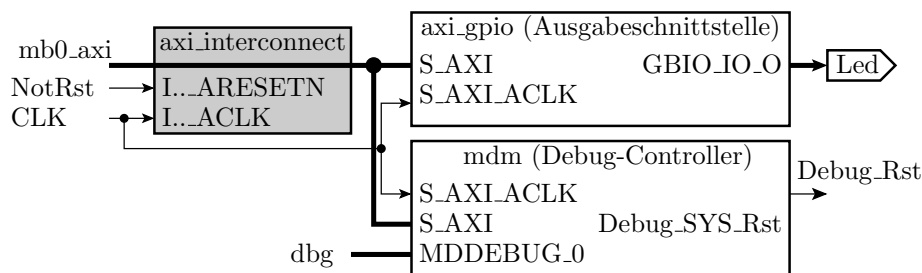 axi_gpio (Ausgabeschnittstelle)
mb0_axi
axi_interconnect
S_AXI
GBIO_IO_O
Led
NotRst
I.._ARESETN
S_AXI_ACLK
CLK
I.._ACLK
mdm (Debug-Controller)
Debug_Rst
S_AXI_ACLK
S_AXI
Debug_SYS_Rst
dbg
MDDEBUG_0